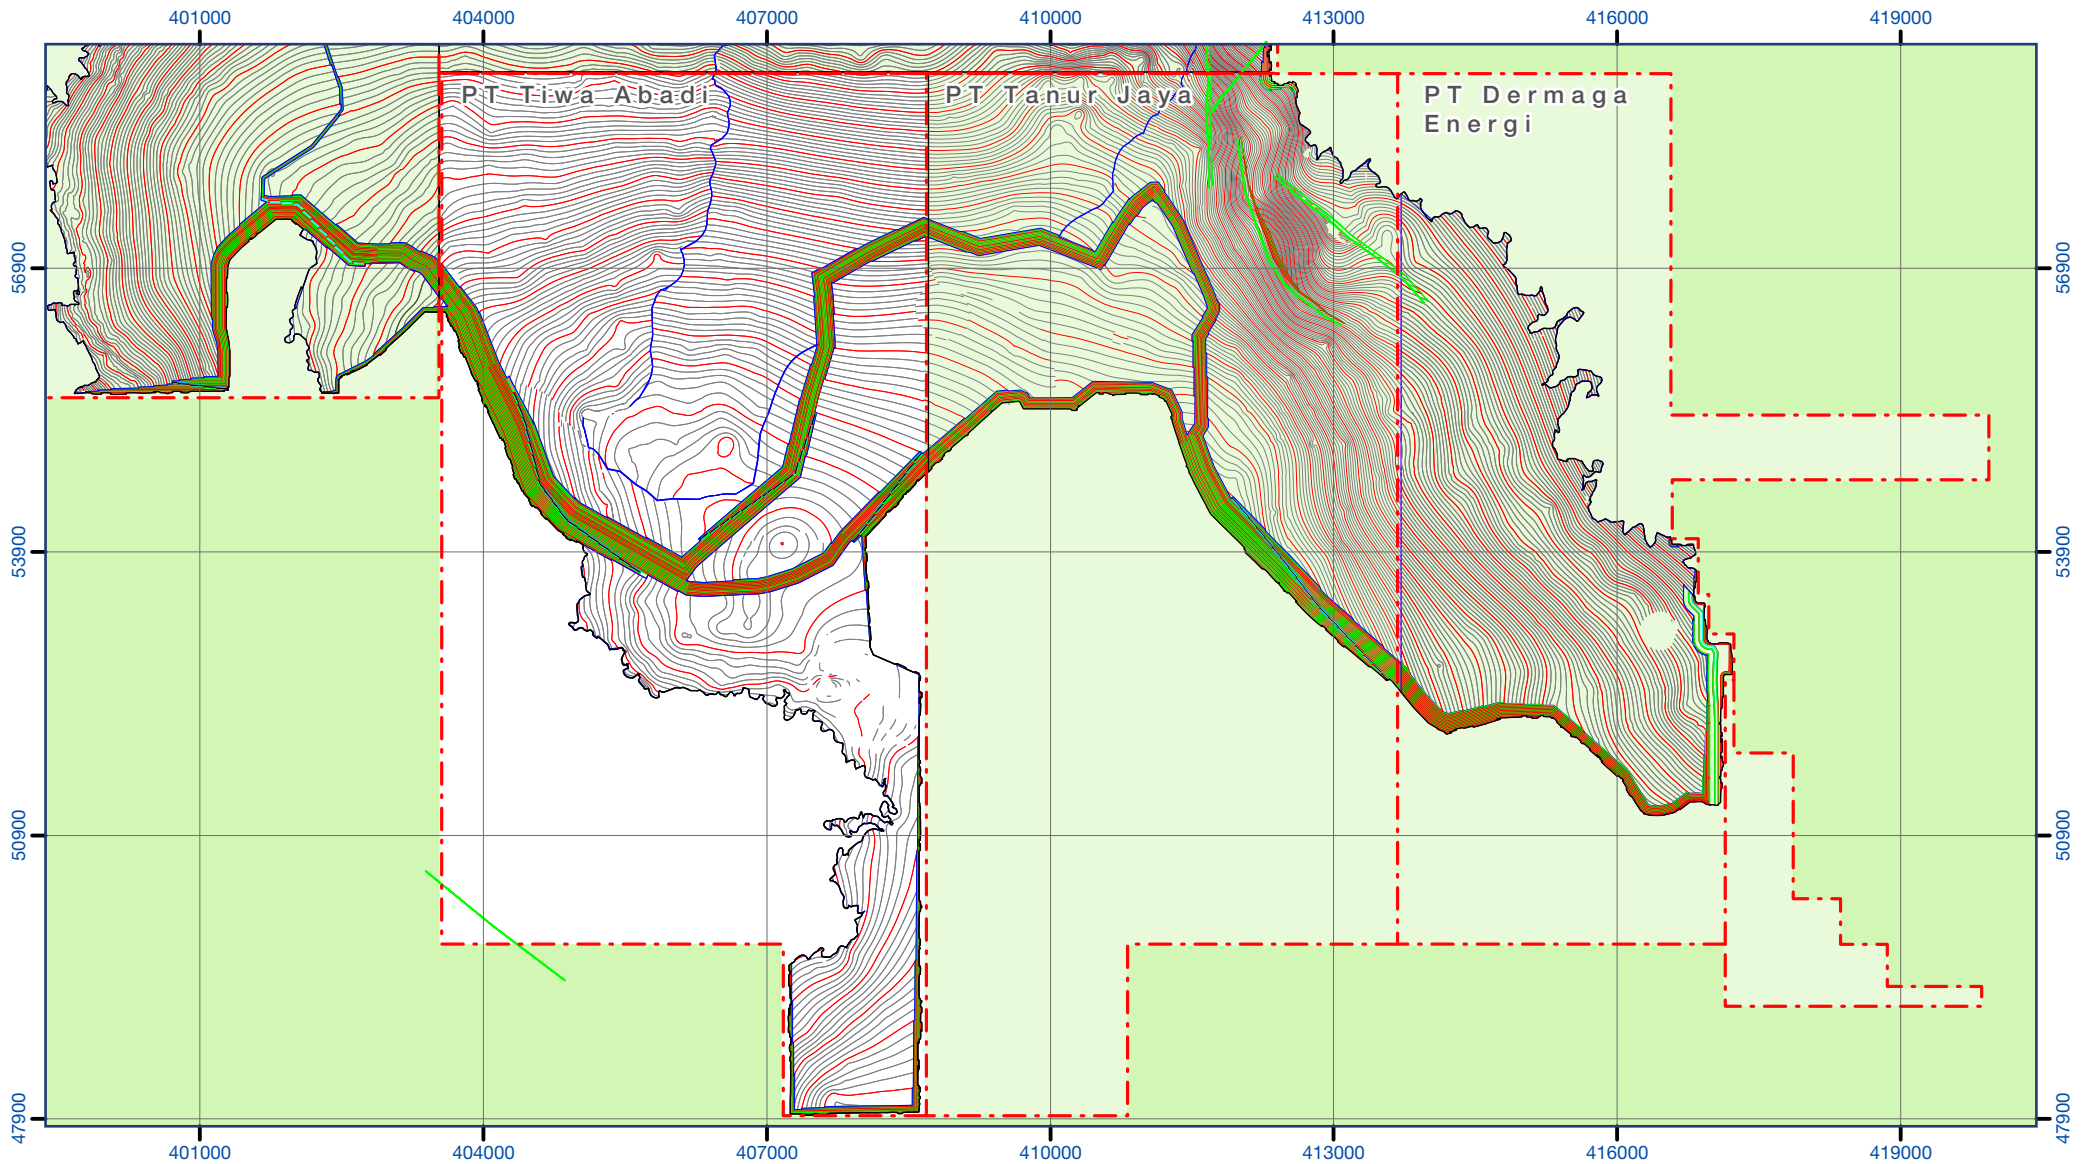 401000 404000 407000 410000 413000 416000 419000
PT Tiwa Abadi
PT Tanur Jaya
PT Dermaga
Energi
56900 56900
53900 53900
50900 50900
47900 47900
401000 404000 407000 410000 413000 416000 419000